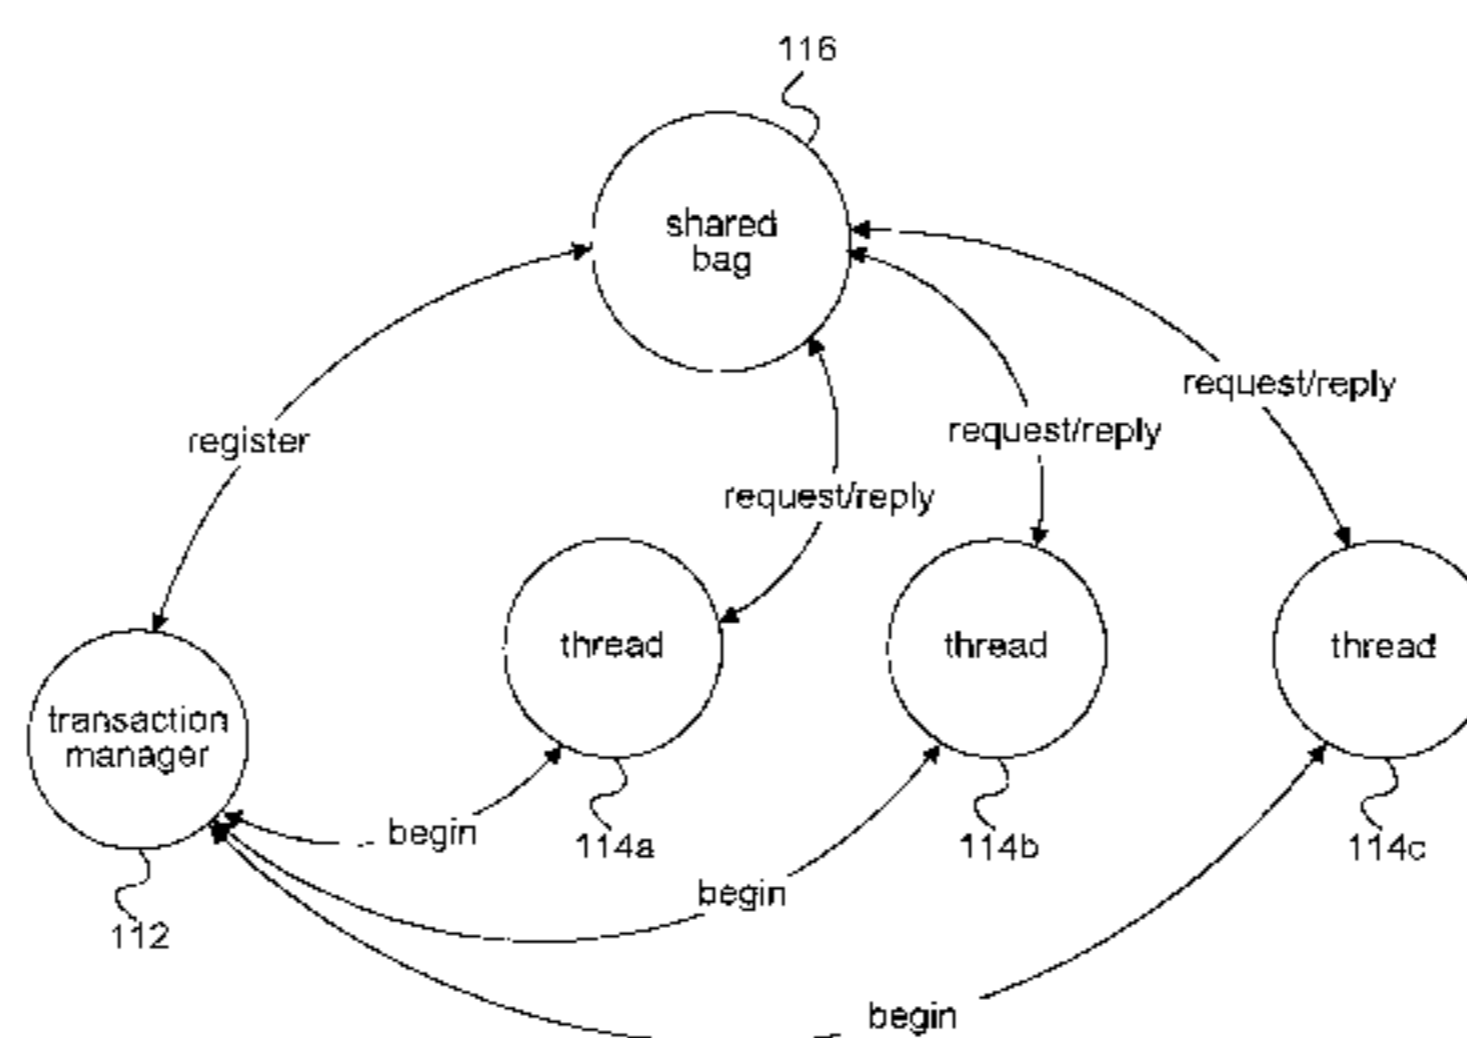 116
shared
bag
request/reply
register
request/reply
request/reply
thread
thread
thread
transaction
manager
begin
114a
114b
114c
begin
112
begin